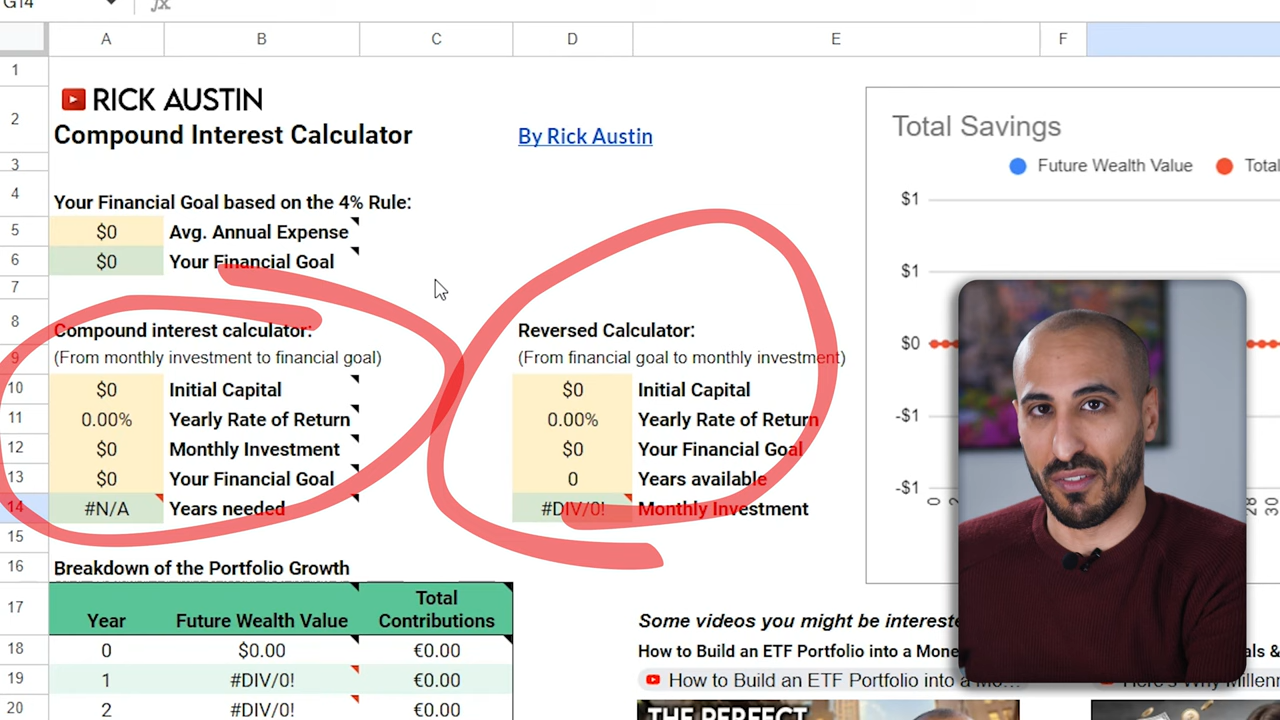 G14
fx
A B C D E F
1
RICK AUSTIN
2 Compound Interest Calculator By Rick Austin
3
4 Your Financial Goal based on the 4% Rule:
5 $0 Avg. Annual Expense
6 $0 Your Financial Goal
7
8 Compound interest calculator: Reversed Calculator:
9 (From monthly investment to financial goal) (From financial goal to monthly investment)
10 $0 Initial Capital $0 Initial Capital
11 0.00% Yearly Rate of Return 0.00% Yearly Rate of Return
12 $0 Monthly Investment $0 Your Financial Goal
13 $0 Your Financial Goal 0 Years available
14 #N/A Years needed #DIV/0! Monthly Investment
15
16 Breakdown of the Portfolio Growth
17 Year Future Wealth Value Total Contributions
18 0 $0.00 €0.00
19 1 #DIV/0! €0.00
20 2 #DIV/0! €0.00
Total Savings
Future Wealth Value Total
$1
$1
$0
-$1
-$1
0 2 28 30
Some videos you might be intereste
How to Build an ETF Portfolio into a Mone
How to Build an ETF Portfolio into a Mo...
THE PERFECT